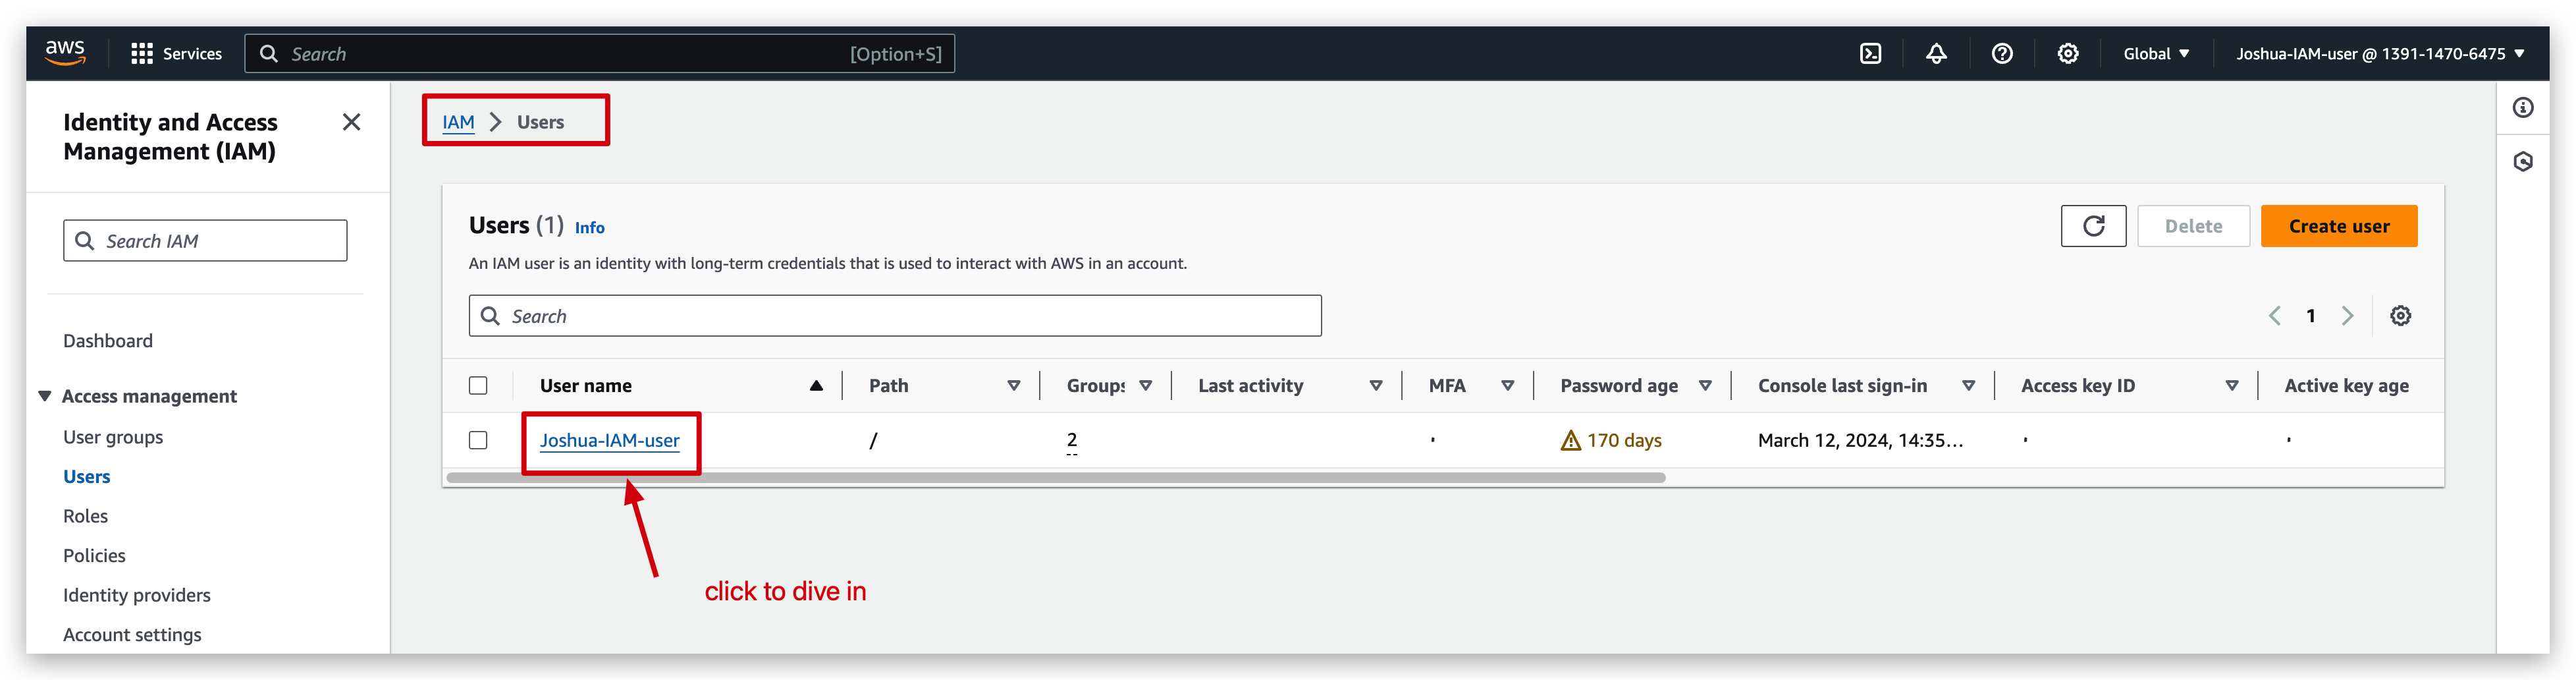 aws
Services
Search [Option+S]
Global
Joshua-IAM-user @ 1391-1470-6475
Identity and Access
Management (IAM)
Search IAM
Dashboard
Access management
User groups
Users
Roles
Policies
Identity providers
Account settings
IAM > Users
Users (1) Info
An IAM user is an identity with long-term credentials that is used to interact with AWS in an account.
Delete
Create user
Search
1
User name Path Groups Last activity MFA Password age Console last sign-in Access key ID Active key age
Joshua-IAM-user / 2 - 170 days March 12, 2024, 14:35… - -
click to dive in